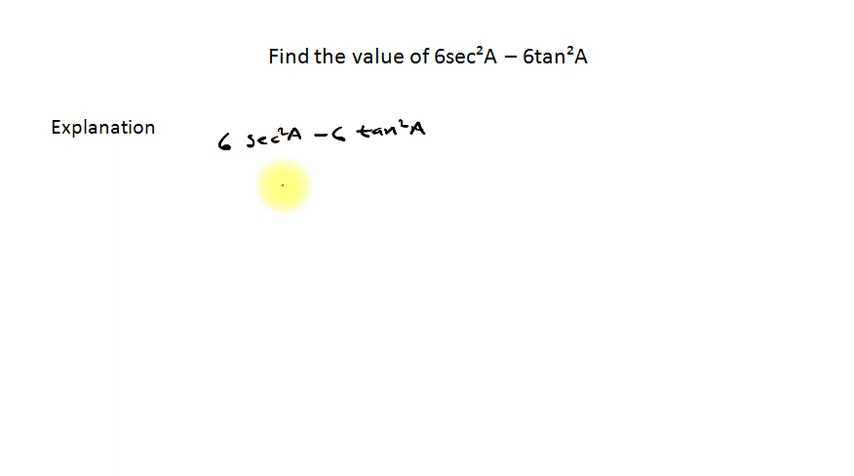 Find the value of 6sec²A – 6tan²A
Explanation
6 sec²A – 6 tan²A